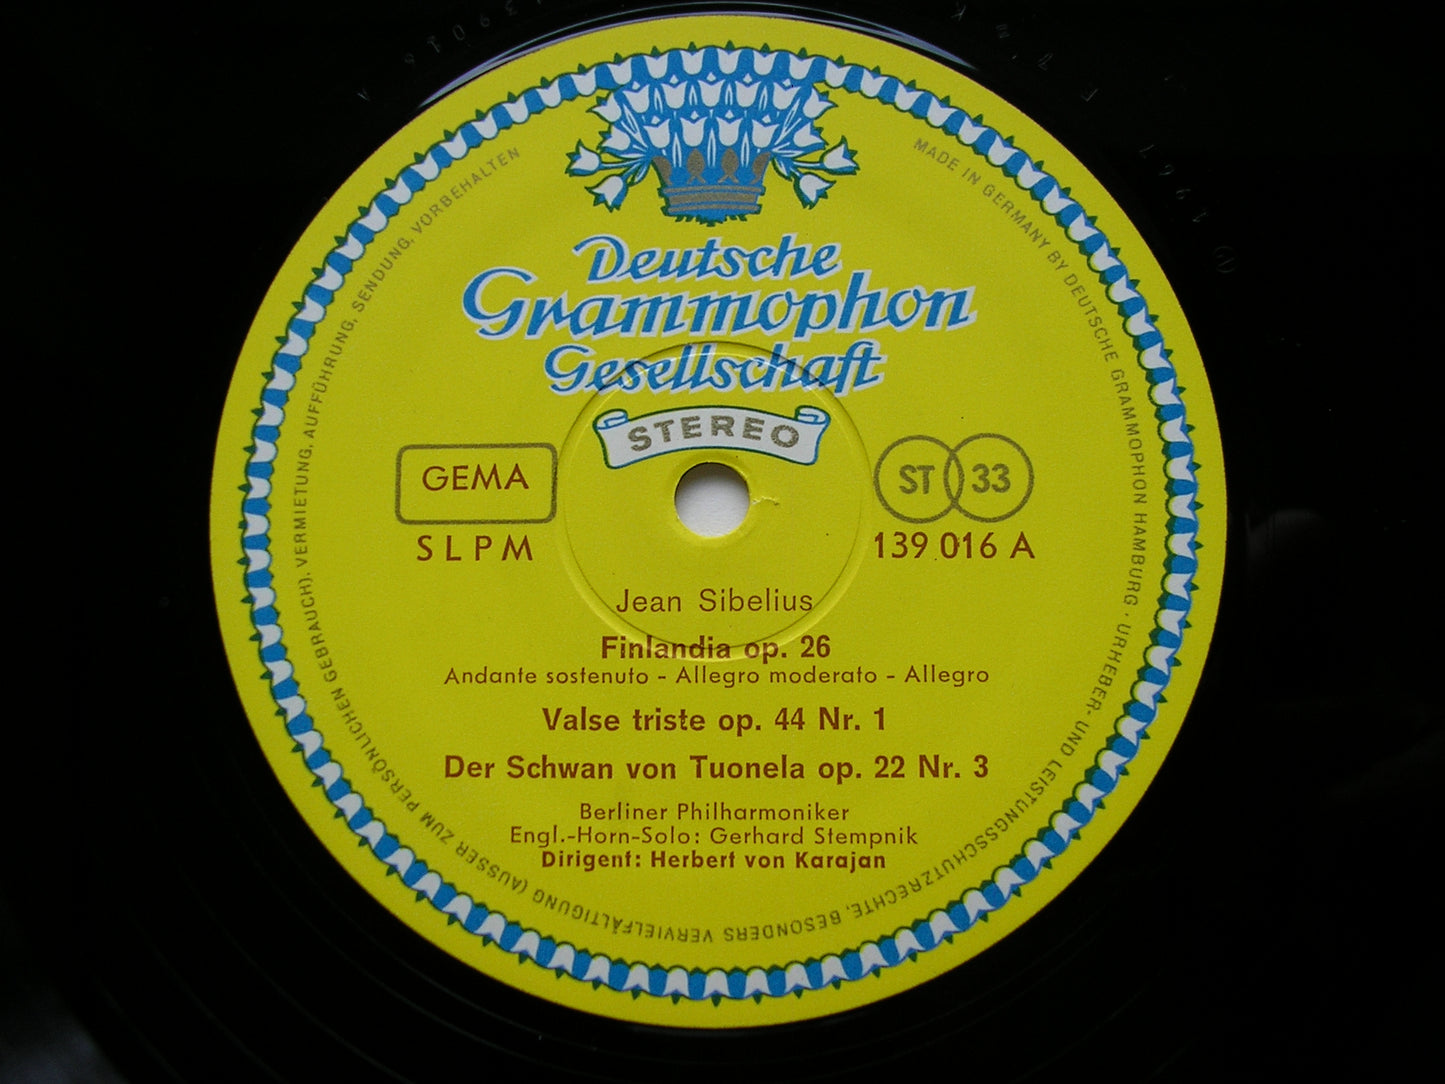 Deutsche
Grammophon
Gesellschaft
STEREO
GEMA
SLPM
ST 33
139 016 A
Jean Sibelius
Finlandia op. 26
Andante sostenuto - Allegro moderato - Allegro
Valse triste op. 44 Nr. 1
Der Schwan von Tuonela op. 22 Nr. 3
Berliner Philharmoniker
Engl.-Horn-Solo: Gerhard Stempnik
Dirigent: Herbert von Karajan
MADE IN GERMANY BY DEUTSCHE GRAMMOPHON HAMBURG · URHEBER- UND LEISTUNGSSCHUTZRECHTE, BESONDERS VERVIELFÄLTIGUNG (AUSSER ZUM PERSÖNLICHEN GEBRAUCH), VERMIETUNG, AUFFÜHRUNG, SENDUNG, VORBEHALTEN
139016
1967